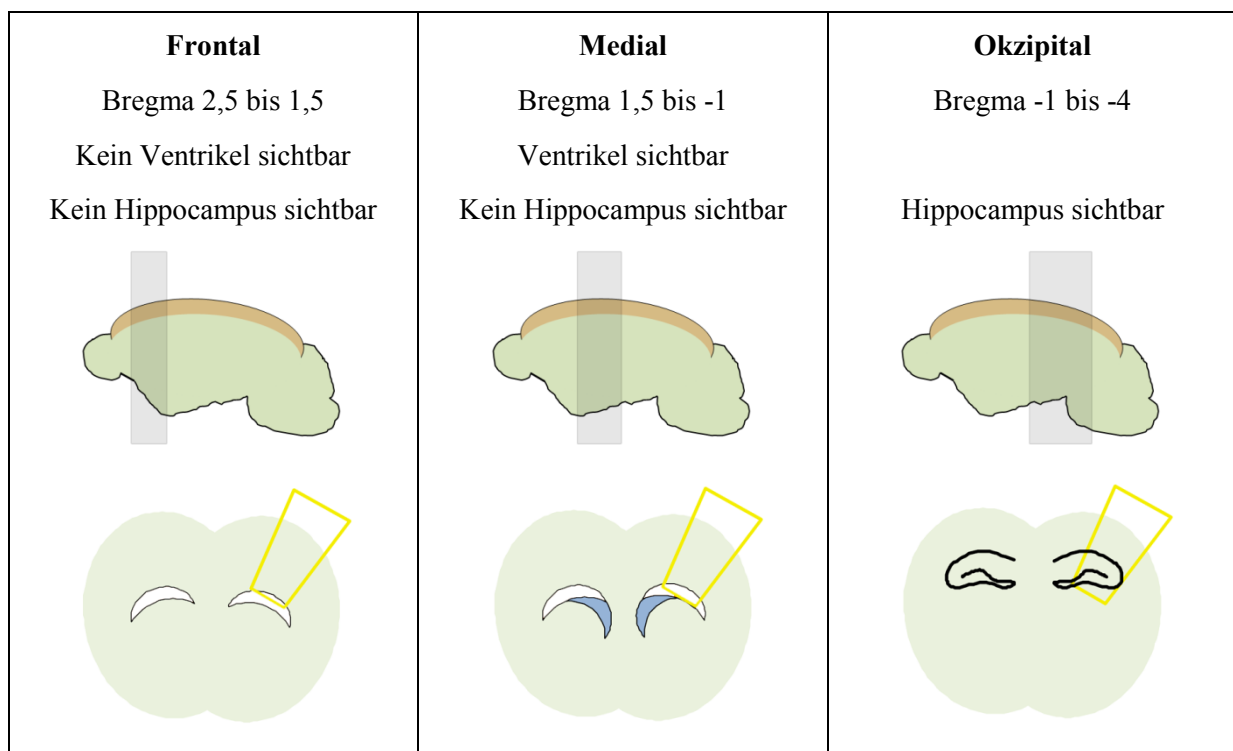 Frontal
Bregma 2,5 bis 1,5
Kein Ventrikel sichtbar
Kein Hippocampus sichtbar
Medial
Bregma 1,5 bis -1
Ventrikel sichtbar
Kein Hippocampus sichtbar
Okzipital
Bregma -1 bis -4
Hippocampus sichtbar